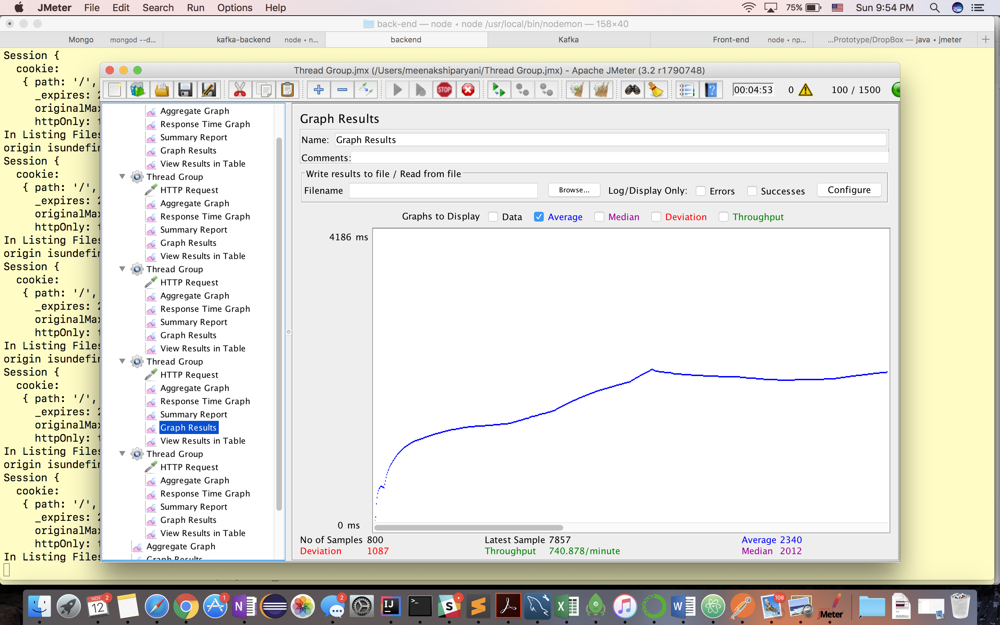 JMeter File Edit Search Run Options Help 75% Sun 9:54 PM
back-end — node ◂ node /usr/local/bin/nodemon — 158×40
Mongo mongod --d... kafka-backend node ◂ n... backend Kafka Front-end node ◂ np... ...Prototype/DropBox — java ◂ jmeter
Session {
cookie:
{ path: '/',
_expires: 2
originalMax
httpOnly: t
In Listing Files
origin isundefin
Session {
cookie:
{ path: '/',
_expires: 2
originalMax
httpOnly: t
In Listing Files
origin isundefin
Session {
cookie:
{ path: '/',
_expires: 2
originalMax
httpOnly: t
In Listing Files
origin isundefin
Session {
cookie:
{ path: '/',
_expires: 2
originalMax
httpOnly: t
In Listing Files
origin isundefin
Session {
cookie:
{ path: '/',
_expires: 2
originalMax
httpOnly: t
In Listing Files
Thread Group.jmx (/Users/meenakshiparyani/Thread Group.jmx) - Apache JMeter (3.2 r1790748)
STOP 00:04:53 0 100 / 1500
Aggregate Graph
Response Time Graph
Summary Report
Graph Results
View Results in Table
Thread Group
HTTP Request
Aggregate Graph
Response Time Graph
Summary Report
Graph Results
View Results in Table
Thread Group
HTTP Request
Aggregate Graph
Response Time Graph
Summary Report
Graph Results
View Results in Table
Thread Group
HTTP Request
Aggregate Graph
Response Time Graph
Summary Report
Graph Results
View Results in Table
Thread Group
HTTP Request
Aggregate Graph
Response Time Graph
Summary Report
Graph Results
View Results in Table
Aggregate Graph
Graph Results
Graph Results
Name: Graph Results
Comments:
Write results to file / Read from file
Filename Browse... Log/Display Only: Errors Successes Configure
Graphs to Display Data Average Median Deviation Throughput
4186 ms
0 ms
No of Samples 800 Latest Sample 7857 Average 2340
Deviation 1087 Throughput 740.878/minute Median 2012
NOV 12 2 1 N 2 IJ >_ S X W 108 JMeter